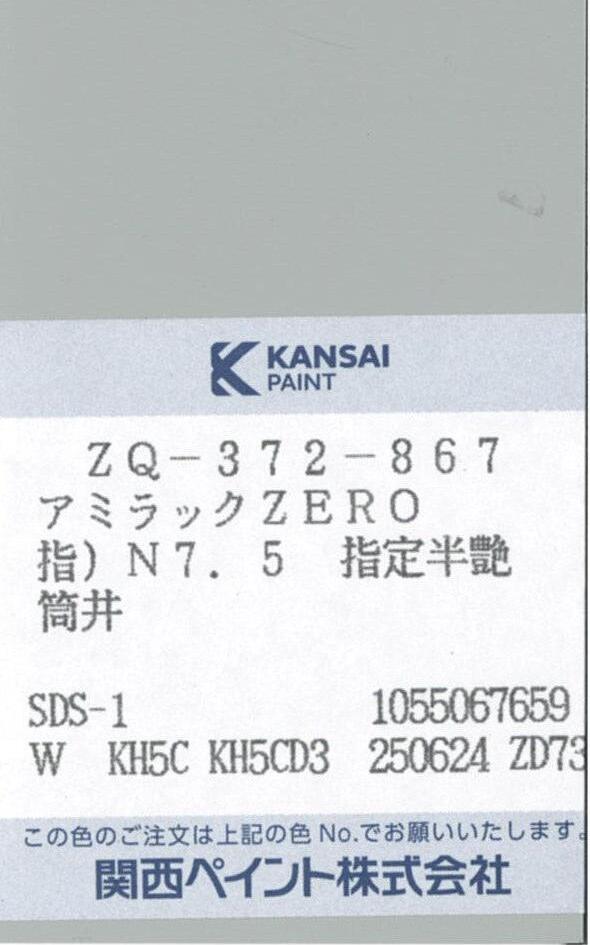 KANSAI
PAINT
ZQ-372-867
アミラックZERO
指)N7.5 指定半艶
筒井
SDS-1 1055067659
W KH5C KH5CD3 250624 ZD73
この色のご注文は上記の色No.でお願いいたします。
関西ペイント株式会社